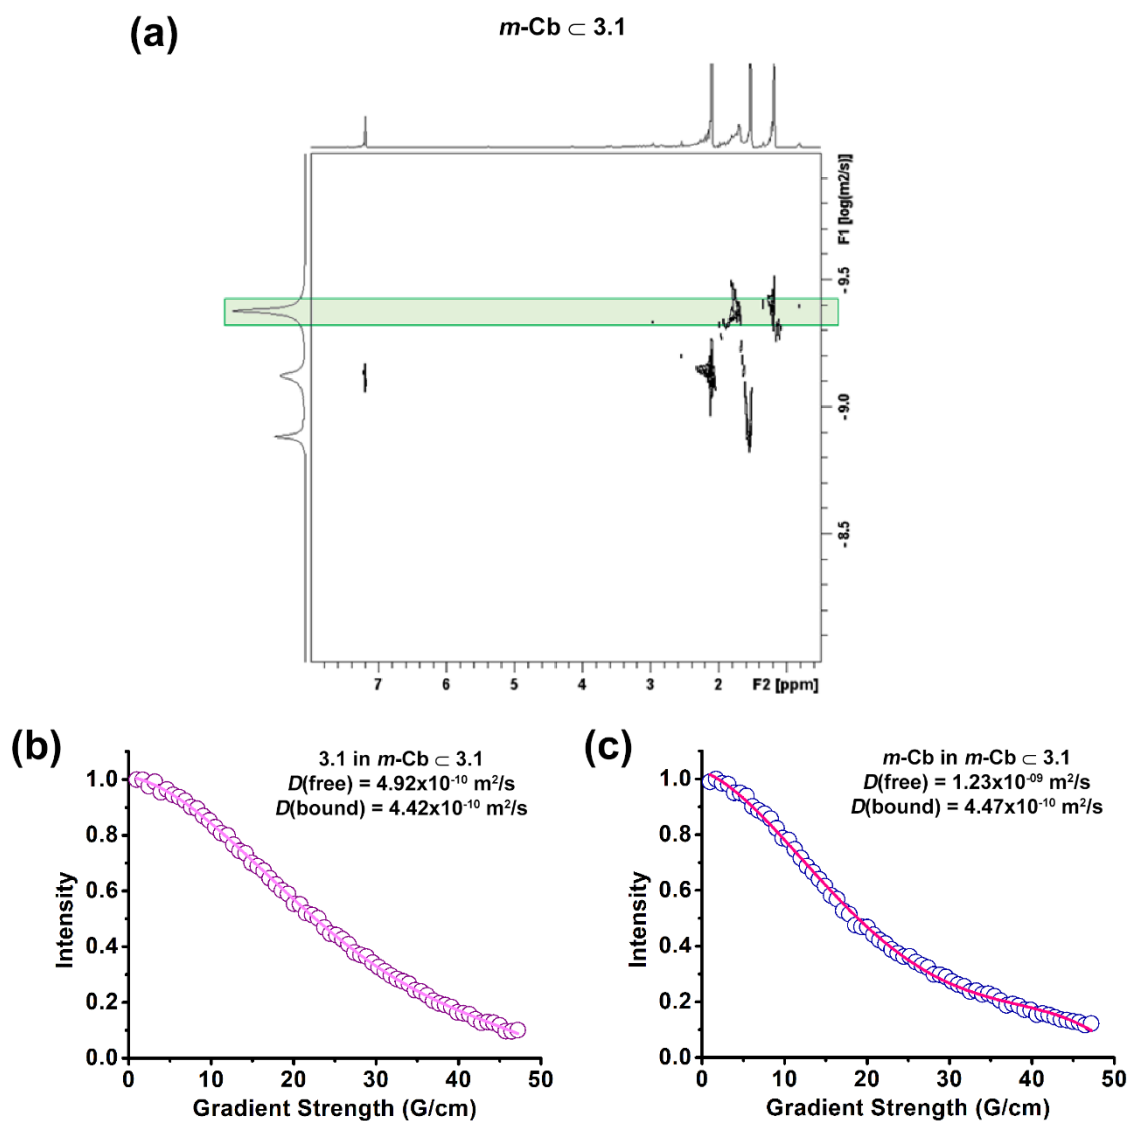 (a)
m-Cb ⊂ 3.1
F1 [log(m2/s)]
-9.5
-9.0
-8.5
7 6 5 4 3 2 F2 [ppm]
(b)
3.1 in m-Cb ⊂ 3.1
D(free) = 4.92x10⁻¹⁰ m²/s
D(bound) = 4.42x10⁻¹⁰ m²/s
Intensity
1.0
0.8
0.6
0.4
0.2
0.0
0 10 20 30 40 50
Gradient Strength (G/cm)
(c)
m-Cb in m-Cb ⊂ 3.1
D(free) = 1.23x10⁻⁰⁹ m²/s
D(bound) = 4.47x10⁻¹⁰ m²/s
Intensity
1.0
0.8
0.6
0.4
0.2
0.0
0 10 20 30 40 50
Gradient Strength (G/cm)